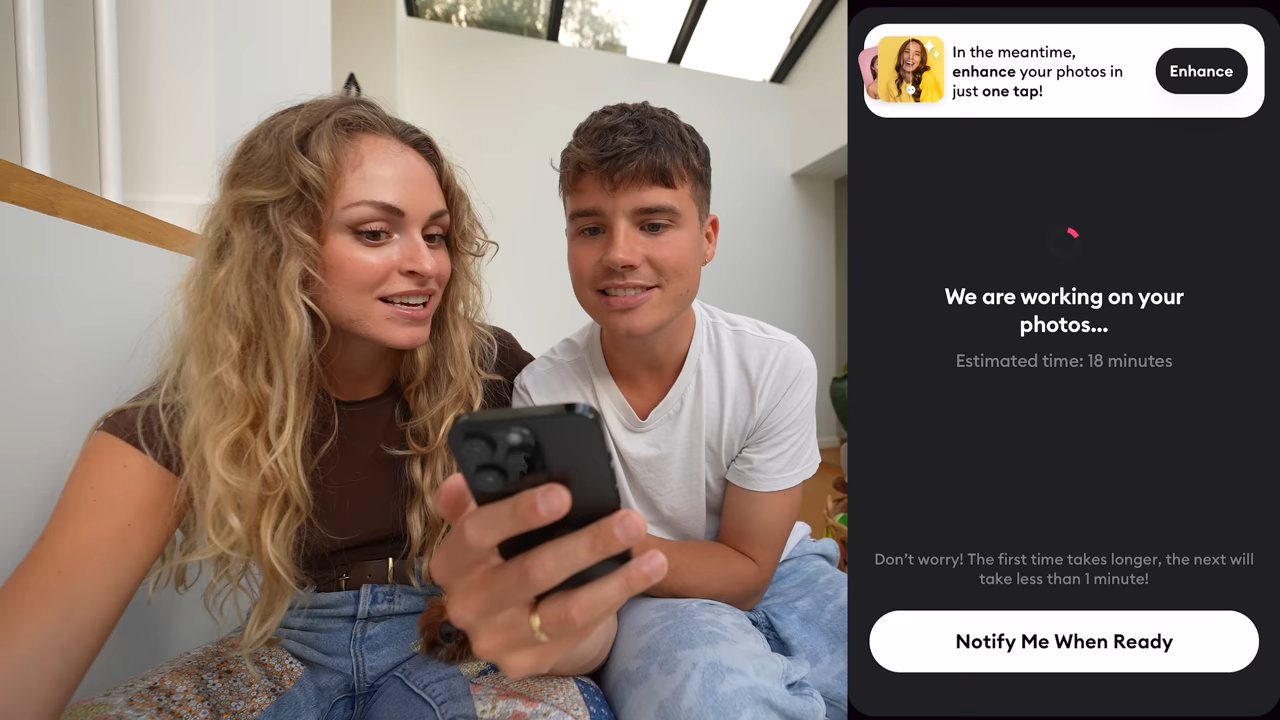 In the meantime,
enhance your photos in
just one tap!
Enhance
We are working on your
photos...
Estimated time: 18 minutes
Don't worry! The first time takes longer, the next will
take less than 1 minute!
Notify Me When Ready